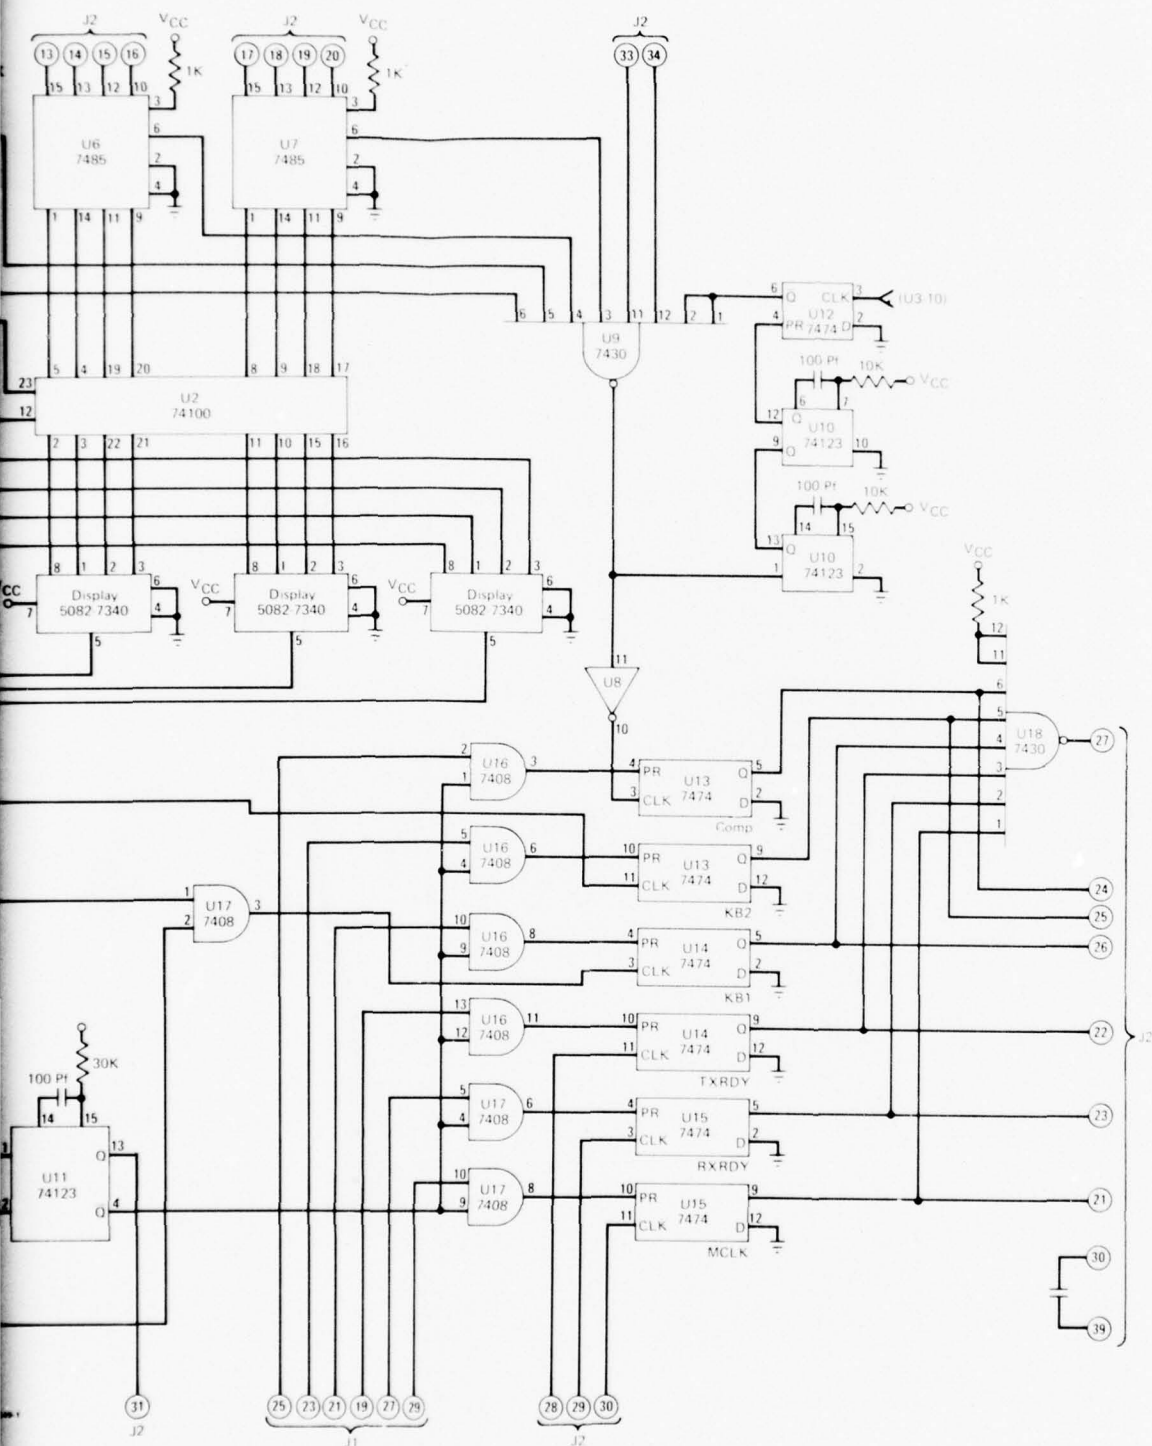 J2 VCC J2 VCC J2
13 14 15 16 17 18 19 20 33 34
1K 1K
15 13 12 10 3 15 13 12 10 3
U6 6 U7 6
7485 2 7485 2
4 4
1 14 11 9 1 14 11 9
6 5 4 3 11 12 2 1
U9
7430
6 Q CLK 3 (U3-10)
U12
4 PR 7474 D 2
100 Pf 10K VCC
6 7
12 Q U10 10
9 Q 74123
100 Pf 10K VCC
14 15
13 Q U10
1 74123 2
5 4 19 20 8 9 18 17
23 U2
12 74100
2 3 22 21 11 10 15 16
8 1 2 3 8 1 2 3 8 1 2 3
VCC Display 6 VCC Display 6 VCC Display 6
7 5082 7340 4 7 5082 7340 4 7 5082 7340 4
5 5 5
VCC
1K
12
11
6
5
4
3
2
1
U18
7430
27
11
U8
10
2 U16 3
1 7408
4 PR U13 Q 5
3 CLK 7474 D 2
Comp
5 U16 6
4 7408
10 PR U13 Q 9
11 CLK 7474 D 12
KB2
24
25
26
1 U17 3
2 7408
10 U16 8
9 7408
4 PR U14 Q 5
3 CLK 7474 D 2
KB1
13 U16 11
12 7408
10 PR U14 Q 9
11 CLK 7474 D 12
TXRDY
22
J2
30K
100 Pf
14 15
1 Q 13
U11
74123
2 Q 4
5 U17 6
4 7408
4 PR U15 5
3 CLK 7474 D 2
RXRDY
23
10 U17 8
9 7408
10 PR U15 9
11 CLK 7474 D 12
MCLK
21
30
39
31 25 23 21 19 27 29 28 29 30
J2 J1 J2